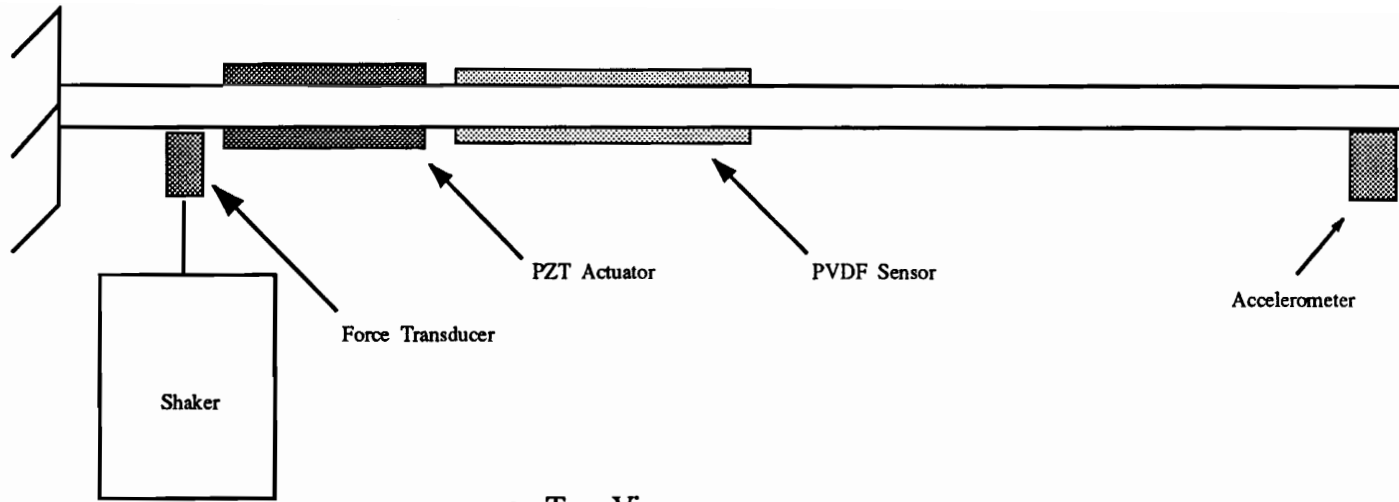 PZT Actuator
PVDF Sensor
Accelerometer
Force Transducer
Shaker